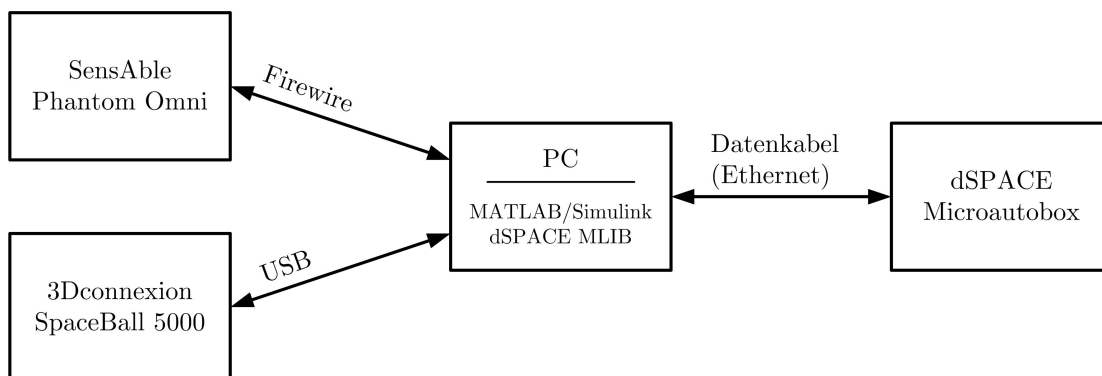 SensAble
Phantom Omni
Firewire
3Dconnexion
SpaceBall 5000
USB
PC
MATLAB/Simulink
dSPACE MLIB
Datenkabel
(Ethernet)
dSPACE
Microautobox